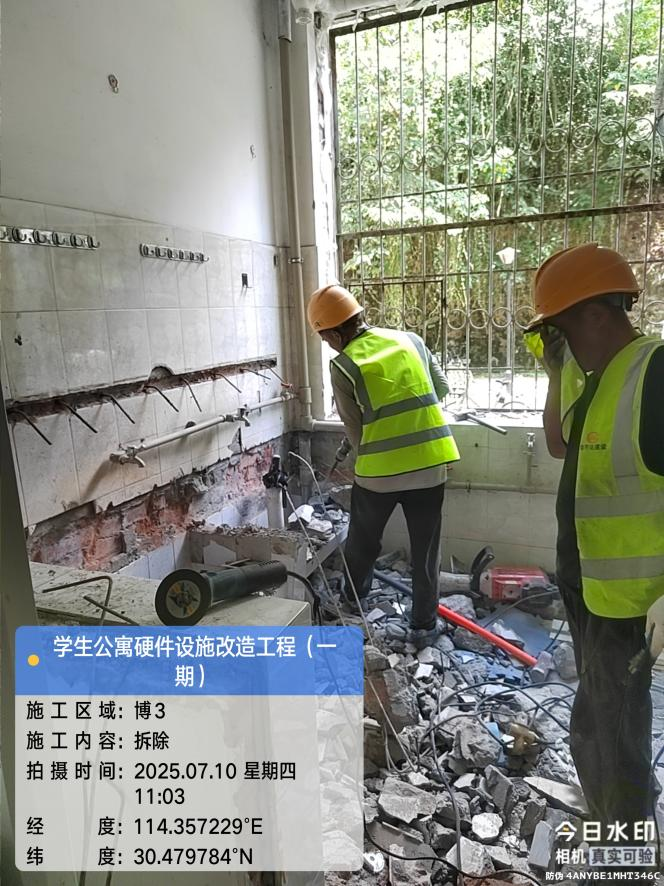 学生公寓硬件设施改造工程（一
期）
施工区域：博3
施工内容：拆除
拍摄时间：2025.07.10 星期四
11:03
经度：114.357229°E
纬度：30.479784°N
今日水印
相机 真实可验
防伪 4ANYBE1MHT346C